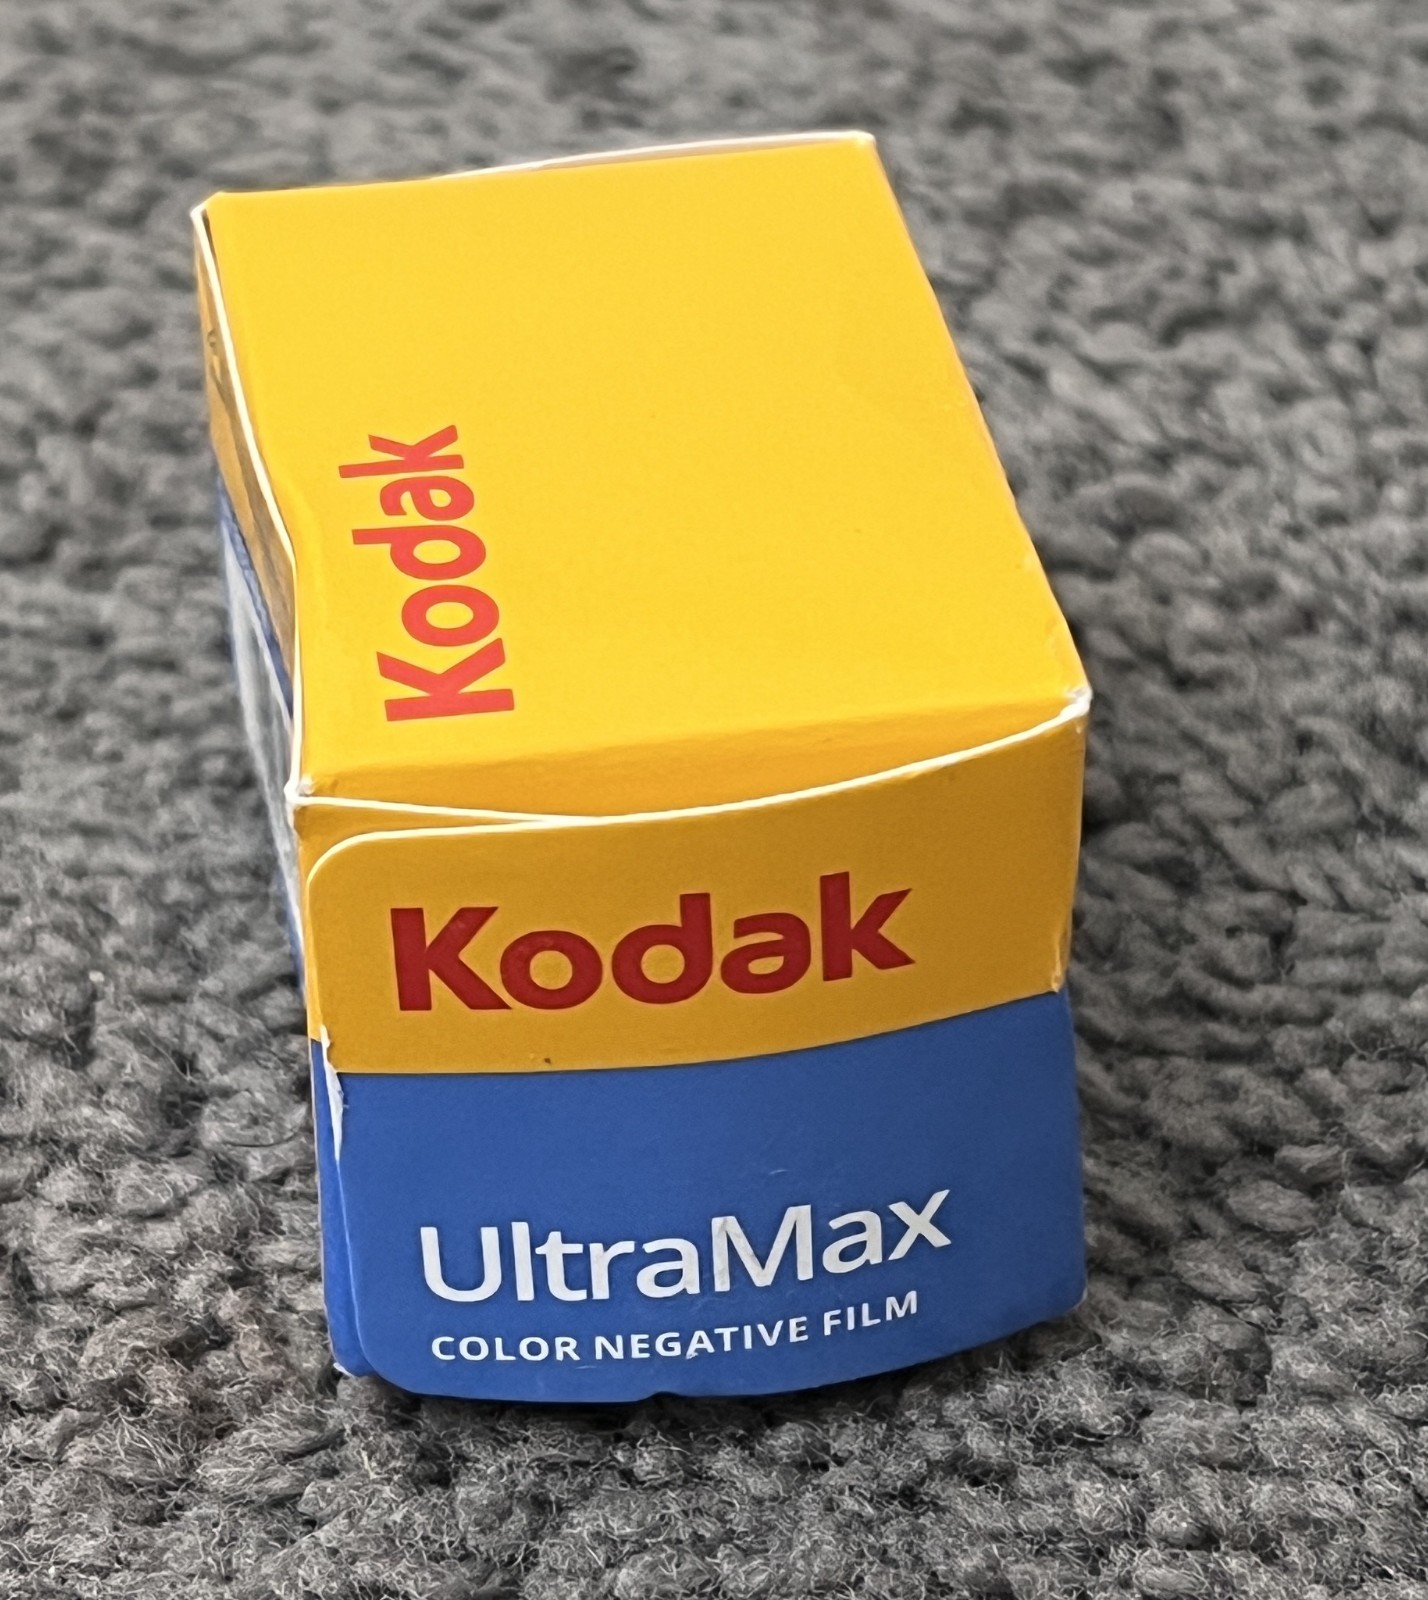 Kodak
Kodak
UltraMax
COLOR NEGATIVE FILM